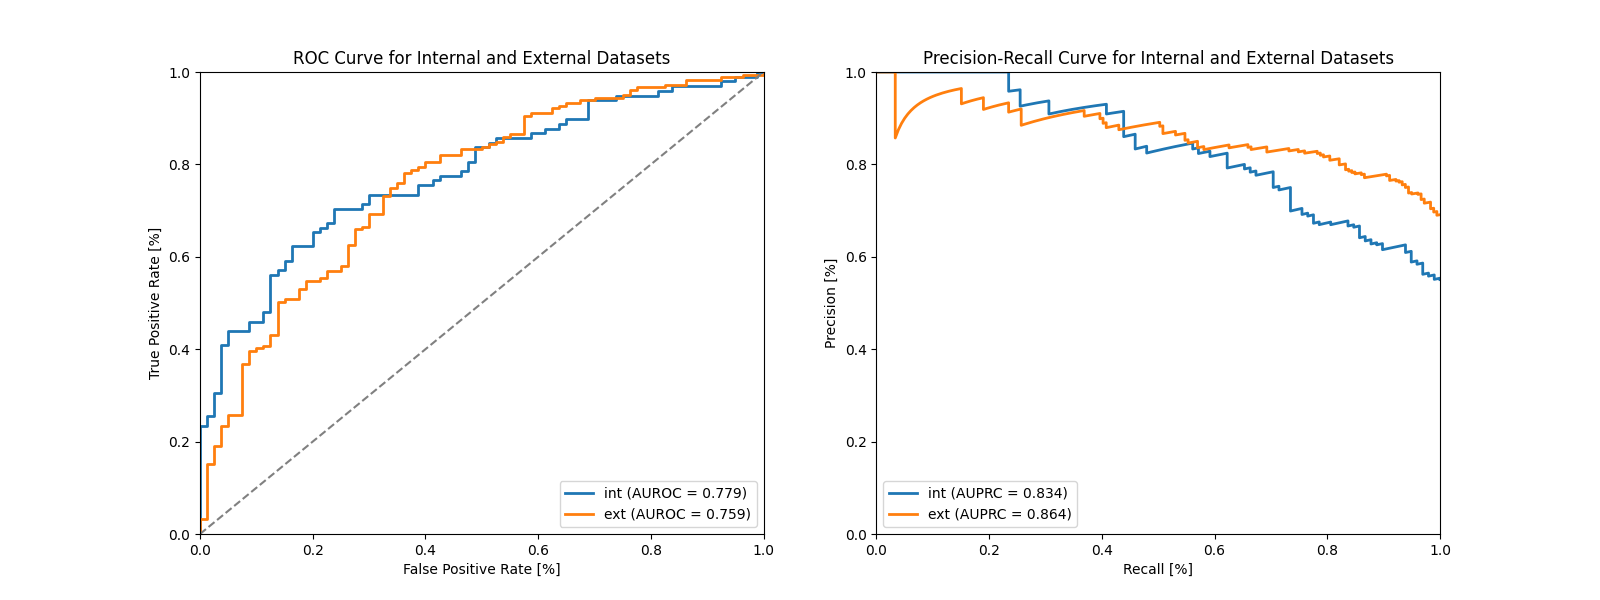 ROC Curve for Internal and External Datasets
1.0
0.8
0.6
0.4
0.2
0.0
True Positive Rate [%]
int (AUROC = 0.779)
ext (AUROC = 0.759)
0.0 0.2 0.4 0.6 0.8 1.0
False Positive Rate [%]
Precision-Recall Curve for Internal and External Datasets
1.0
0.8
0.6
0.4
0.2
0.0
Precision [%]
int (AUPRC = 0.834)
ext (AUPRC = 0.864)
0.0 0.2 0.4 0.6 0.8 1.0
Recall [%]